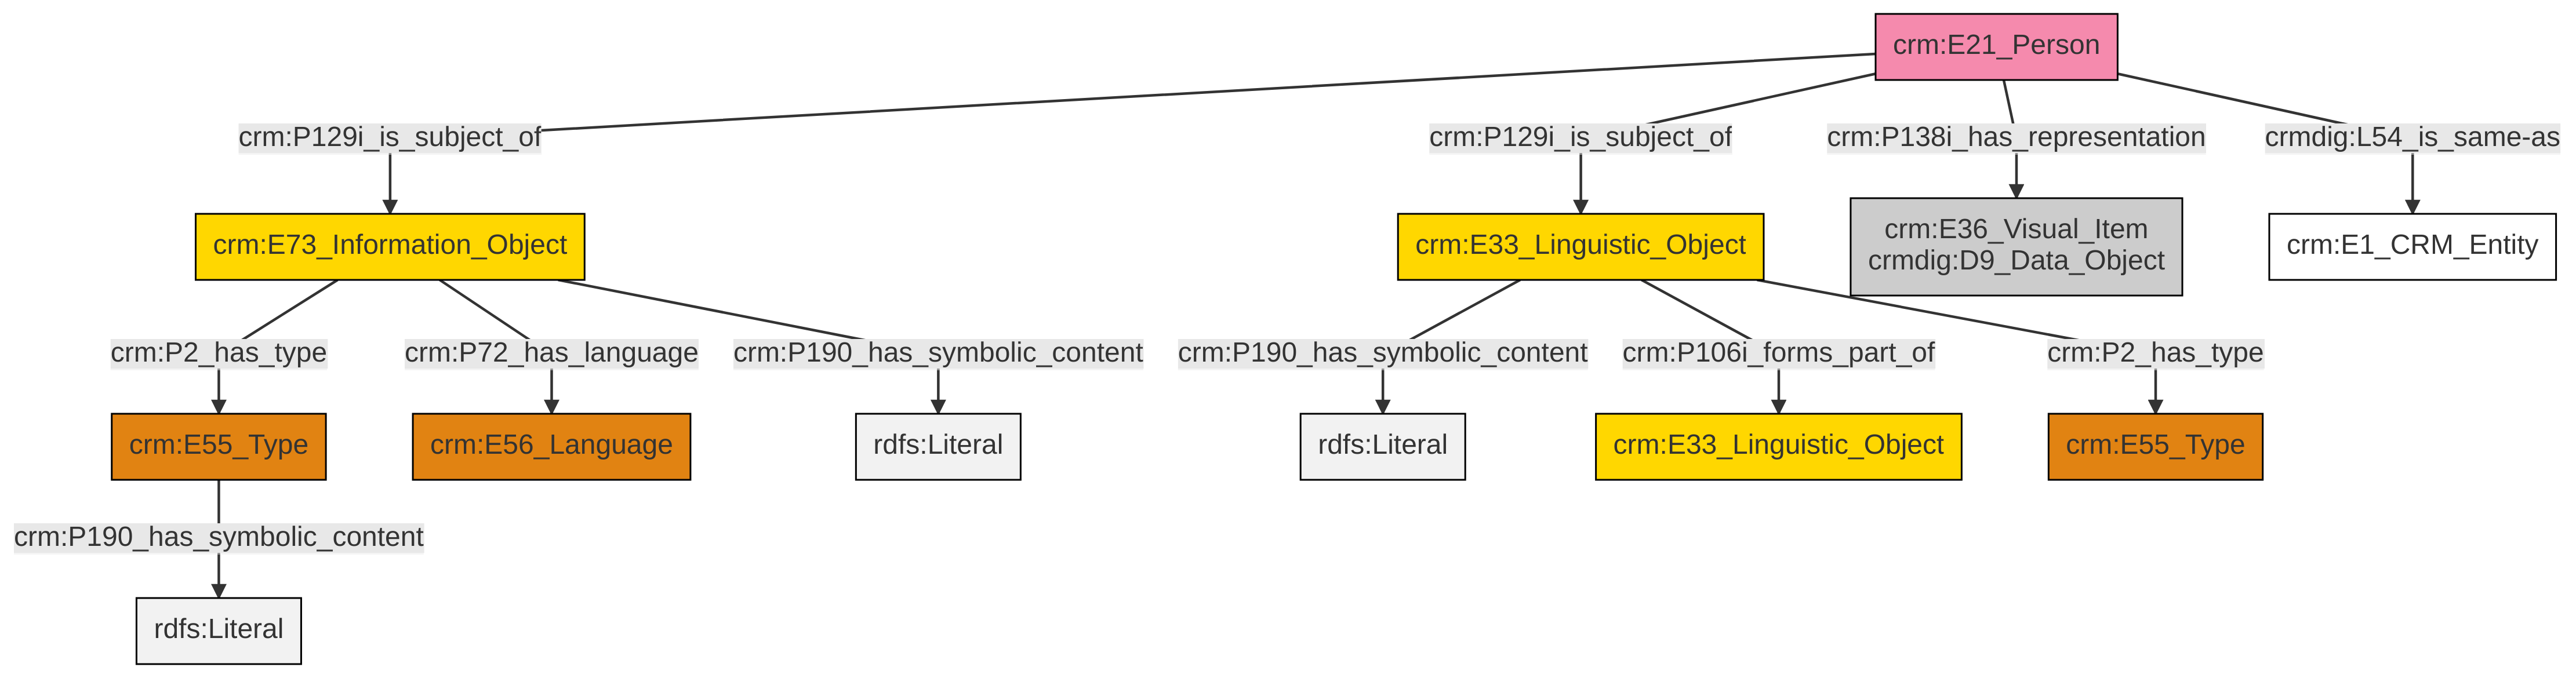 crm:E21_Person
crm:P129i_is_subject_of
crm:P129i_is_subject_of
crm:P138i_has_representation
crmdig:L54_is_same-as
crm:E73_Information_Object
crm:E33_Linguistic_Object
crm:E36_Visual_Item
crmdig:D9_Data_Object
crm:E1_CRM_Entity
crm:P2_has_type
crm:P72_has_language
crm:P190_has_symbolic_content
crm:P190_has_symbolic_content
crm:P106i_forms_part_of
crm:P2_has_type
crm:E55_Type
crm:E56_Language
rdfs:Literal
rdfs:Literal
crm:E33_Linguistic_Object
crm:E55_Type
crm:P190_has_symbolic_content
rdfs:Literal